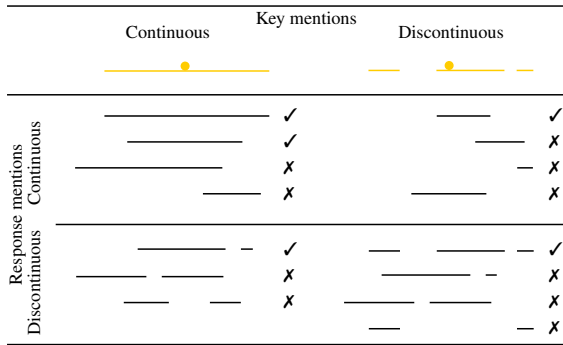 Key mentions
Continuous
Discontinuous
✓ ✓
✓ ✗
✗ ✗
✗ ✗
✓ ✓
✗ ✗
✗ ✗
✗
Response mentions
Continuous
Discontinuous